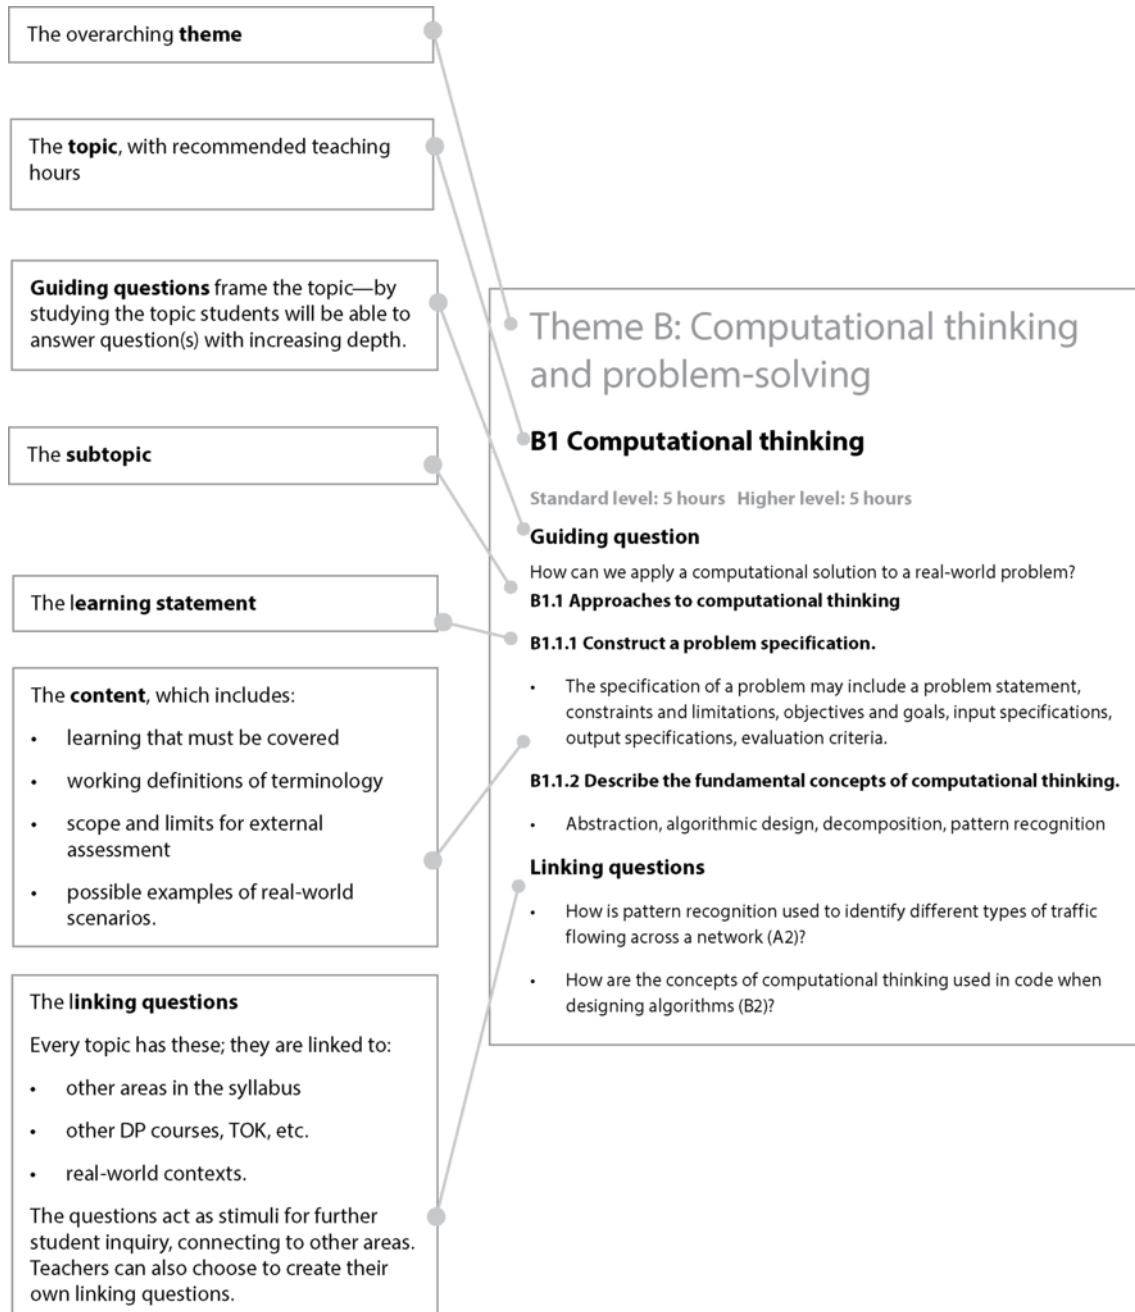 The overarching theme
The topic, with recommended teaching
hours
Guiding questions frame the topic—by
studying the topic students will be able to
answer question(s) with increasing depth.
The subtopic
The learning statement
The content, which includes:
• learning that must be covered
• working definitions of terminology
• scope and limits for external
assessment
• possible examples of real-world
scenarios.
The linking questions
Every topic has these; they are linked to:
• other areas in the syllabus
• other DP courses, TOK, etc.
• real-world contexts.
The questions act as stimuli for further
student inquiry, connecting to other areas.
Teachers can also choose to create their
own linking questions.
Theme B: Computational thinking
and problem-solving
B1 Computational thinking
Standard level: 5 hours Higher level: 5 hours
Guiding question
How can we apply a computational solution to a real-world problem?
B1.1 Approaches to computational thinking
B1.1.1 Construct a problem specification.
• The specification of a problem may include a problem statement,
constraints and limitations, objectives and goals, input specifications,
output specifications, evaluation criteria.
B1.1.2 Describe the fundamental concepts of computational thinking.
• Abstraction, algorithmic design, decomposition, pattern recognition
Linking questions
• How is pattern recognition used to identify different types of traffic
flowing across a network (A2)?
• How are the concepts of computational thinking used in code when
designing algorithms (B2)?